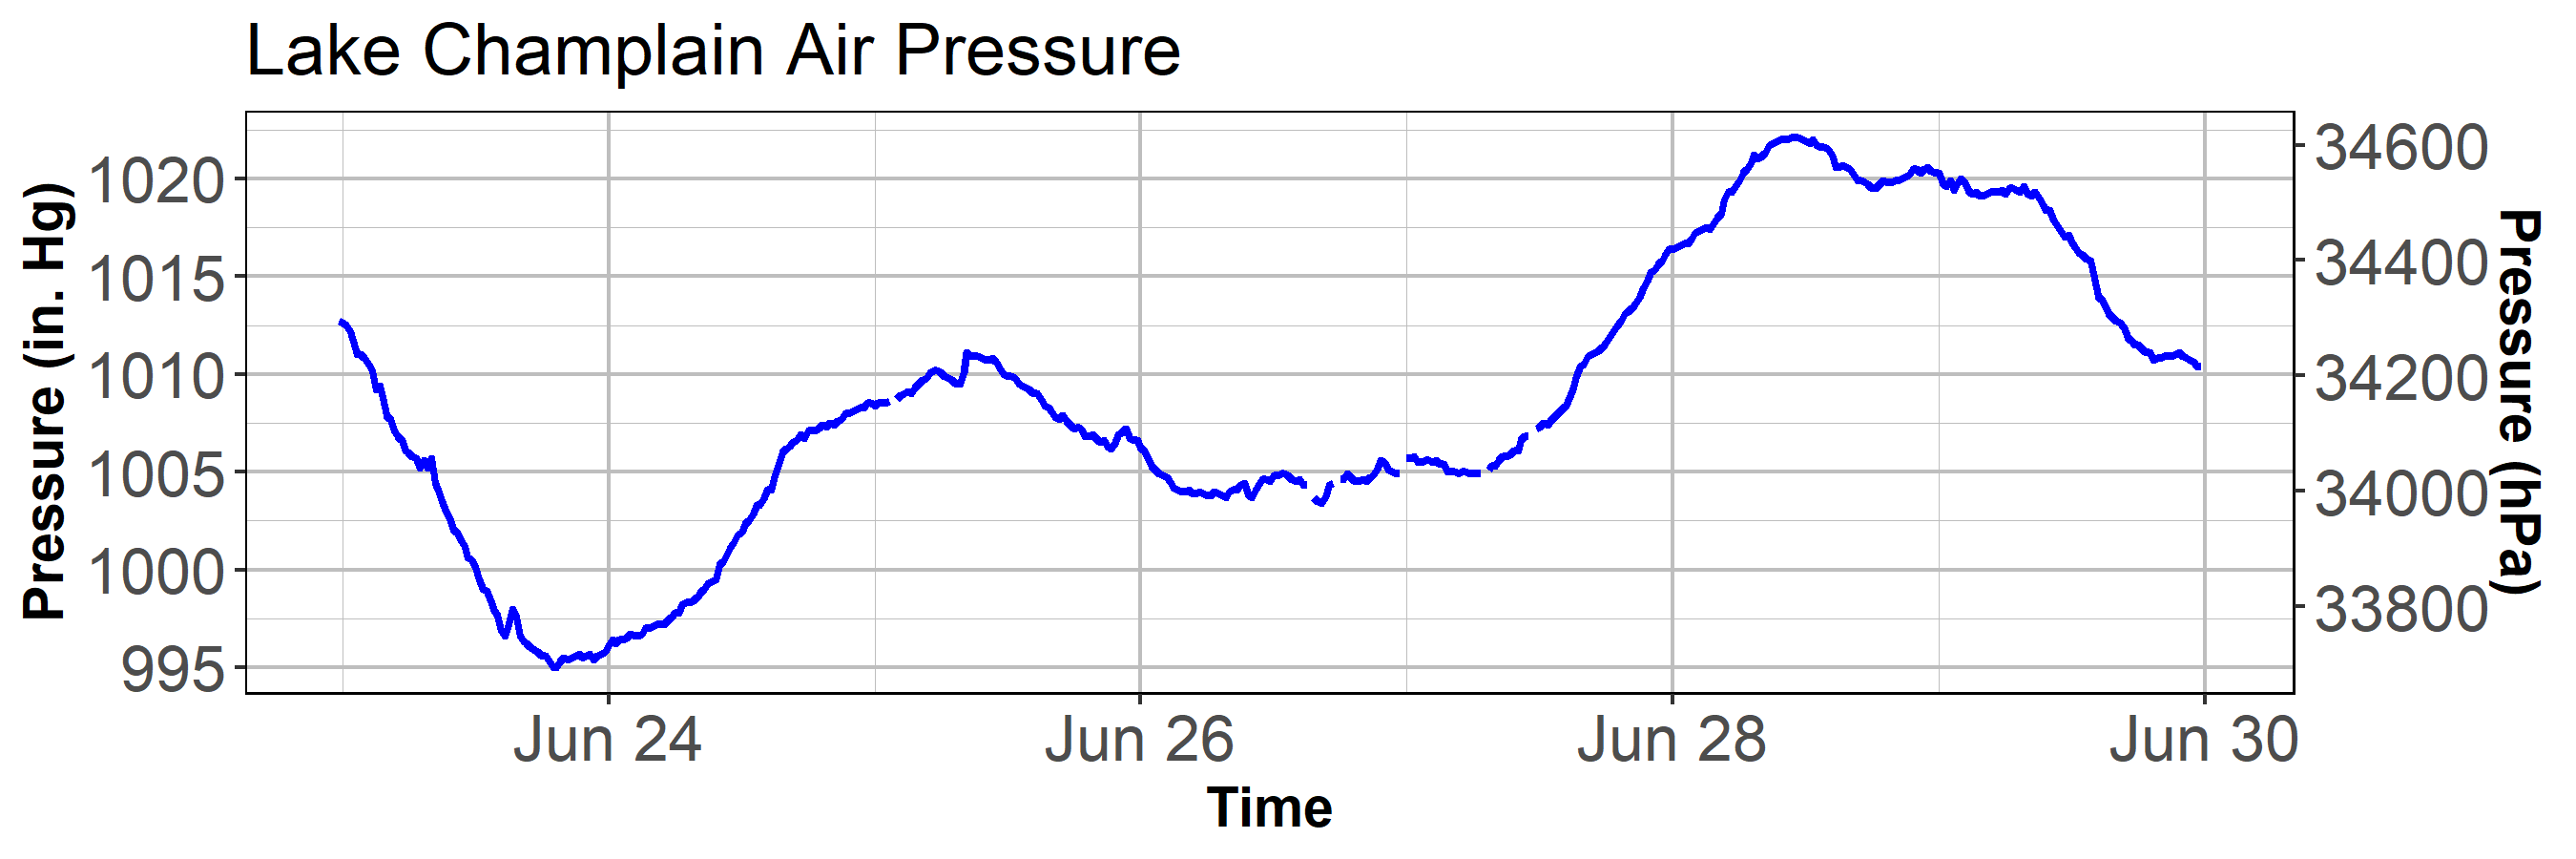 Lake Champlain Air Pressure
Pressure (in. Hg)
1020
1015
1010
1005
1000
995
34600
34400
34200
34000
33800
Pressure (hPa)
Jun 24 Jun 26 Jun 28 Jun 30
Time